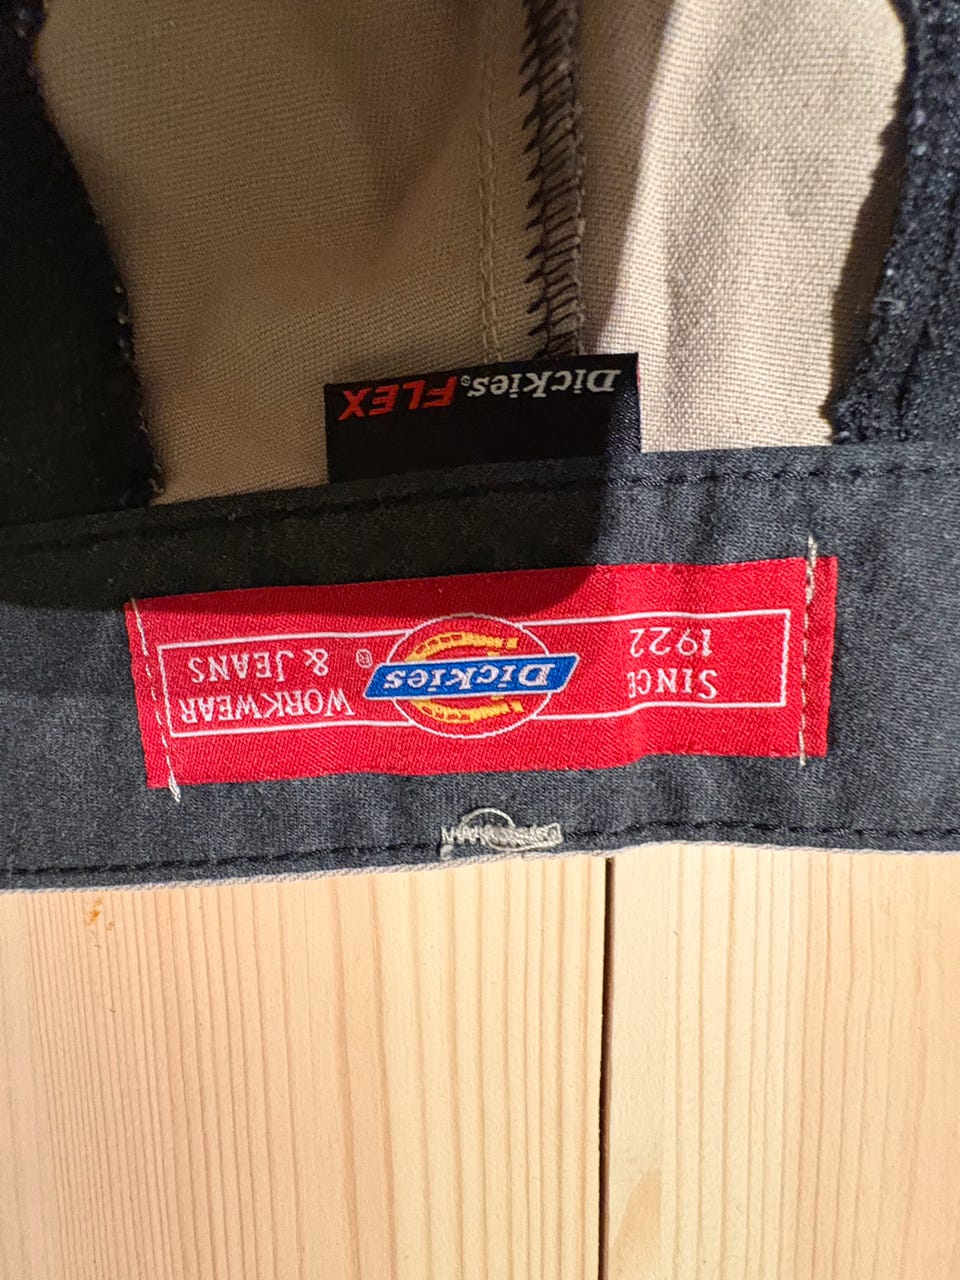 SINCE
1922
Dickies®
WORKWEAR
& JEANS
Dickies® FLEX